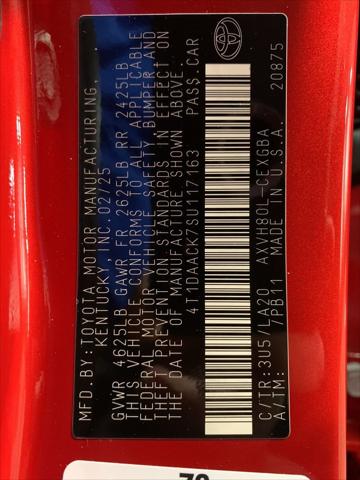 MFD.BY:TOYOTA MOTOR MANUFACTURING,
KENTUCKY, INC.02/25
GVWR 4625LB GAWR FR 2625LB RR 2425LB
THIS VEHICLE CONFORMS TO ALL APPLICABLE
FEDERAL MOTOR VEHICLE SAFETY,BUMPER AND
THEFT PREVENTION STANDARDS IN EFFECT ON
THE DATE OF MANUFACTURE SHOWN ABOVE.
4T1DAACK7SU117163 PASS.CAR
C/TR:3U5/LA20 AXVH80L-CEXGBA
A/TM: /PB11 MADE IN U.S.A. 20875